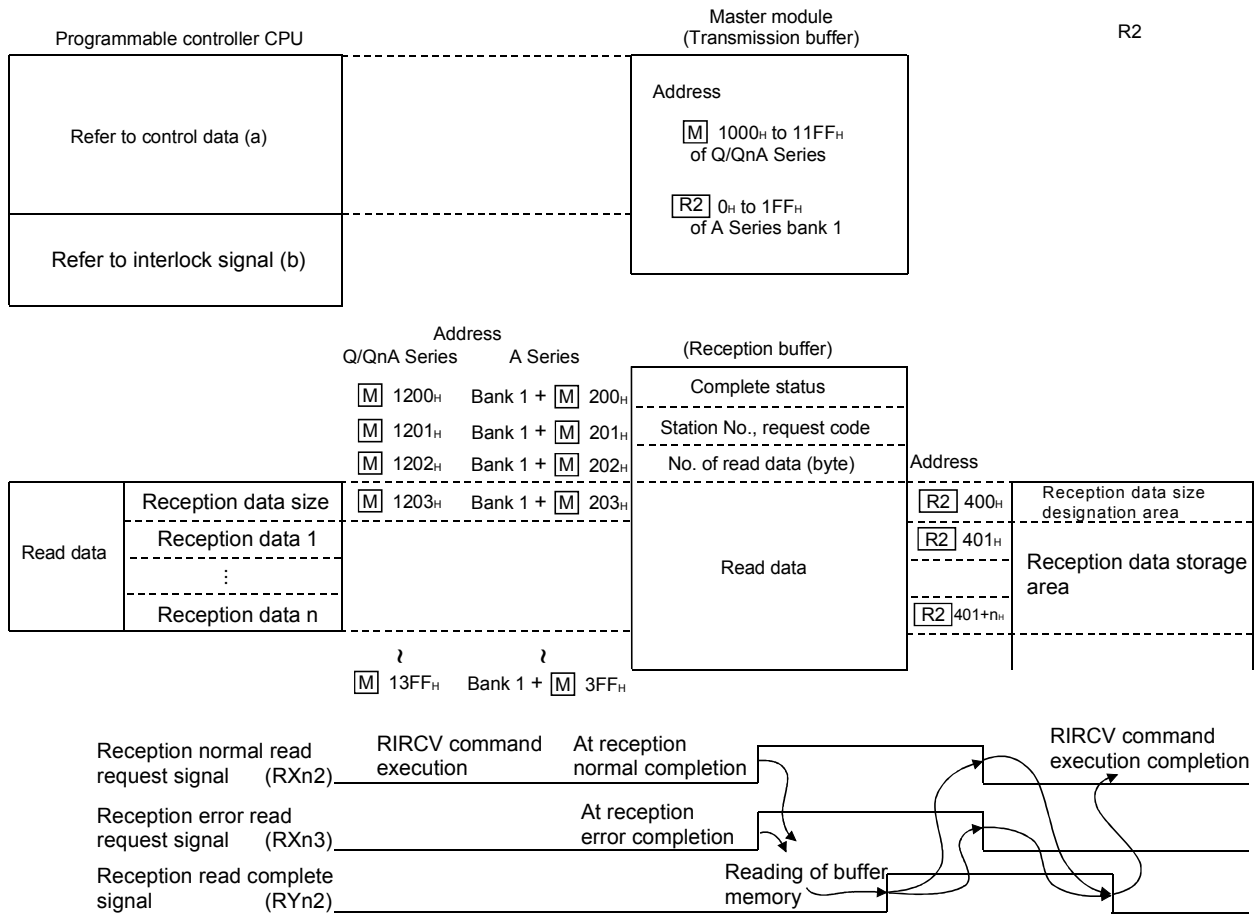 Programmable controller CPU
Master module
(Transmission buffer)
R2
Refer to control data (a)
Refer to interlock signal (b)
Address
M 1000H to 11FFH
of Q/QnA Series
R2 0H to 1FFH
of A Series bank 1
Address
Q/QnA Series A Series
(Reception buffer)
M 1200H Bank 1 + M 200H Complete status
M 1201H Bank 1 + M 201H Station No., request code
M 1202H Bank 1 + M 202H No. of read data (byte) Address
Read data
Reception data size M 1203H Bank 1 + M 203H
Reception data 1
⋮
Reception data n
Read data
R2 400H Reception data size
designation area
R2 401H
Reception data storage
area
R2 401+nH
~ ~
M 13FFH Bank 1 + M 3FFH
Reception normal read
request signal (RXn2)
RIRCV command
execution
At reception
normal completion
RIRCV command
execution completion
Reception error read
request signal (RXn3)
At reception
error completion
Reception read complete
signal (RYn2)
Reading of buffer
memory